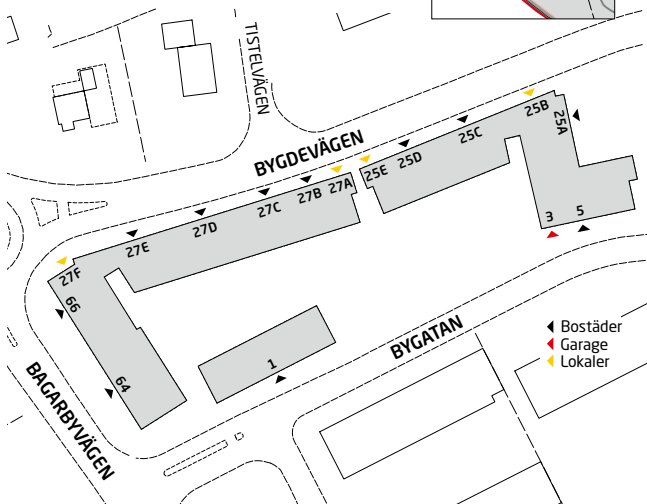 TISTELVÄGEN
BYGDEVÄGEN
25B
25A
25C
25D
25E
27A
27B
27C
27D
27E
27F
3
5
66
64
1
BYGATAN
BAGARBYVÄGEN
Bostäder
Garage
Lokaler